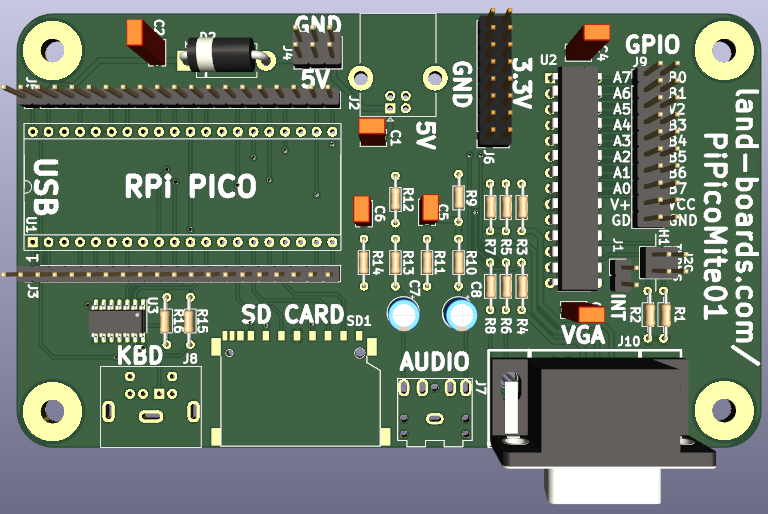 C2
GND
J4
5V
J2
GND
3.3V
U2
C4
GPIO
J9
A7
A6
A5
A4
A3
A2
A1
A0
V+
GD
B0
B1
B3
B4
B5
B6
B7
VCC
GND
land-boards.com/
PiPicoMite01
USB
U1
RPi PICO
C1
5V
J6
C6
R12
C5
R9
R7
R5
R3
R14
R13
R11
R10
C7
C8
R8
R6
R4
J1
INT
H1
R2
R1
J3
U3
R16
R15
KBD
J8
SD CARD
SD1
AUDIO
J7
VGA
J10